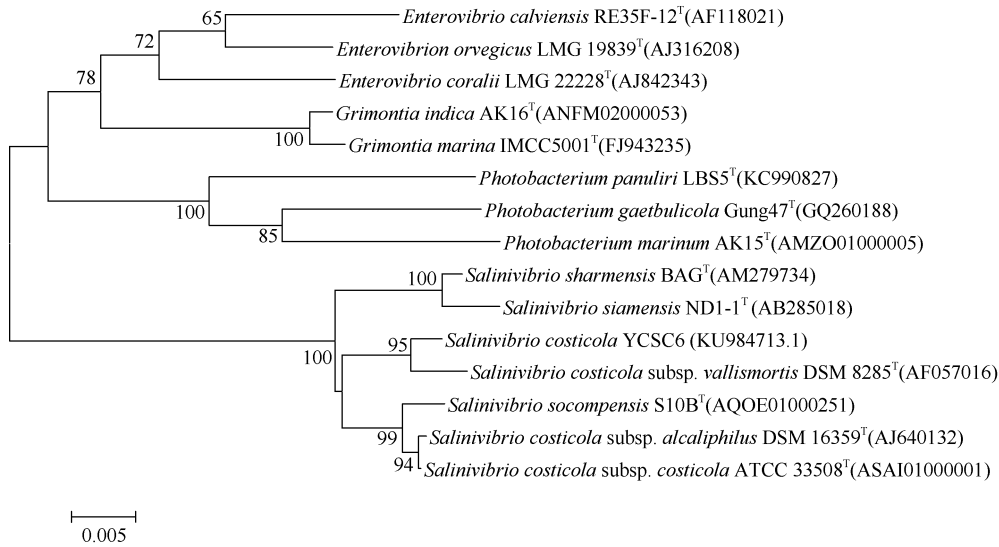 Enterovibrio calviensis RE35F-12ᵀ(AF118021)
65
Enterovibrion orvegicus LMG 19839ᵀ(AJ316208)
72
Enterovibrio coralii LMG 22228ᵀ(AJ842343)
78
Grimontia indica AK16ᵀ(ANFM02000053)
100
Grimontia marina IMCC5001ᵀ(FJ943235)
Photobacterium panuliri LBS5ᵀ(KC990827)
100
Photobacterium gaetbulicola Gung47ᵀ(GQ260188)
85
Photobacterium marinum AK15ᵀ(AMZO01000005)
Salinivibrio sharmensis BAGᵀ(AM279734)
100
Salinivibrio siamensis ND1-1ᵀ(AB285018)
Salinivibrio costicola YCSC6 (KU984713.1)
95
100
Salinivibrio costicola subsp. vallismortis DSM 8285ᵀ(AF057016)
Salinivibrio socompensis S10Bᵀ(AQOE01000251)
99
Salinivibrio costicola subsp. alcaliphilus DSM 16359ᵀ(AJ640132)
94
Salinivibrio costicola subsp. costicola ATCC 33508ᵀ(ASAI01000001)
0.005